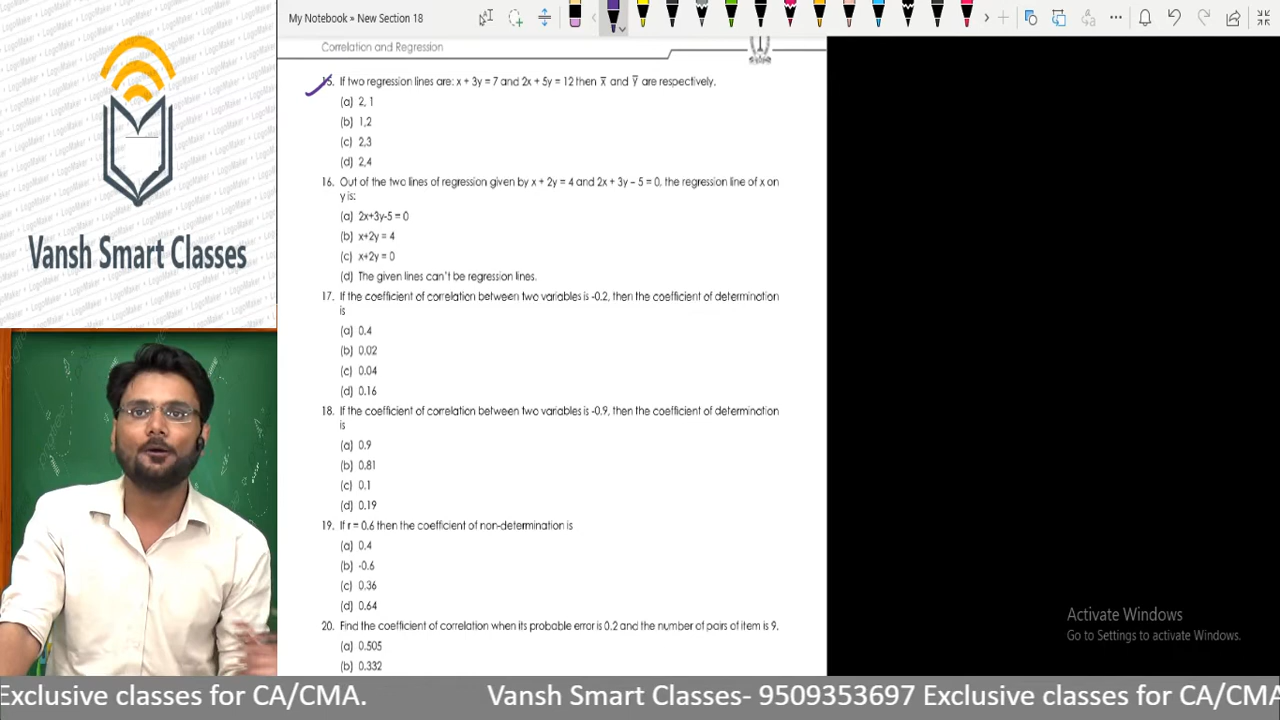 My Notebook » New Section 18
Correlation and Regression
Vansh Smart Classes
15. If two regression lines are: x + 3y = 7 and 2x + 5y = 12 then x̅ and Y̅ are respectively.
(a) 2, 1
(b) 1,2
(c) 2,3
(d) 2,4
16. Out of the two lines of regression given by x + 2y = 4 and 2x + 3y – 5 = 0, the regression line of x on
y is:
(a) 2x+3y-5 = 0
(b) x+2y = 4
(c) x+2y = 0
(d) The given lines can't be regression lines.
17. If the coefficient of correlation between two variables is -0.2, then the coefficient of determination
is
(a) 0.4
(b) 0.02
(c) 0.04
(d) 0.16
18. If the coefficient of correlation between two variables is -0.9, then the coefficient of determination
is
(a) 0.9
(b) 0.81
(c) 0.1
(d) 0.19
19. If r = 0.6 then the coefficient of non-determination is
(a) 0.4
(b) -0.6
(c) 0.36
(d) 0.64
20. Find the coefficient of correlation when its probable error is 0.2 and the number of pairs of item is 9.
(a) 0.505
(b) 0.332
Activate Windows
Go to Settings to activate Windows.
Exclusive classes for CA/CMA. Vansh Smart Classes- 9509353697 Exclusive classes for CA/CMA